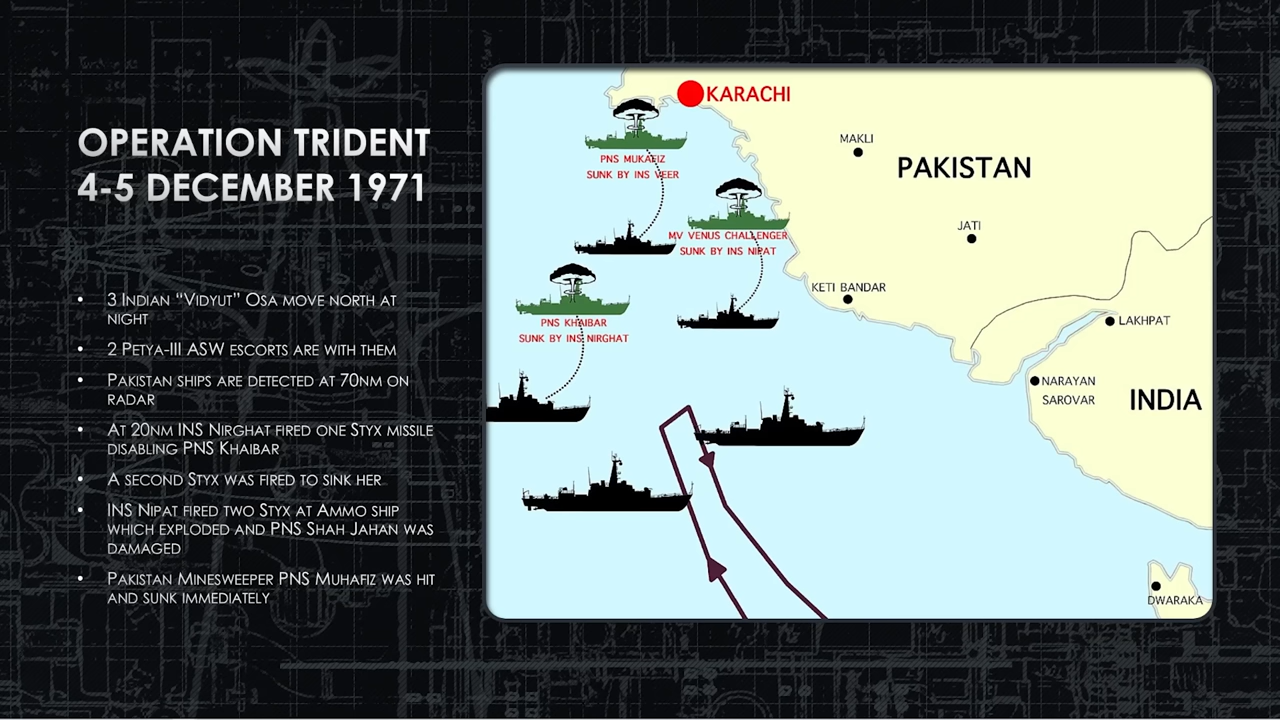 OPERATION TRIDENT
4-5 DECEMBER 1971
• 3 Indian “Vidyut” Osa move north at
night
• 2 Petya-III ASW escorts are with them
• Pakistan ships are detected at 70nm on
radar
• At 20nm INS Nirghat fired one Styx missile
disabling PNS Khaibar
• A second Styx was fired to sink her
• INS Nipat fired two Styx at Ammo ship
which exploded and PNS Shah Jahan was
damaged
• Pakistan Minesweeper PNS Muhafiz was hit
and sunk immediately
KARACHI
PNS MUKAFIZ
SUNK BY INS VEER
MAKLI
PAKISTAN
MV VENUS CHALLENGER
SUNK BY INS NIPAT
JATI
KETI BANDAR
PNS KHAIBAR
SUNK BY INS NIRGHAT
LAKHPAT
NARAYAN
SAROVAR
INDIA
DWARAKA